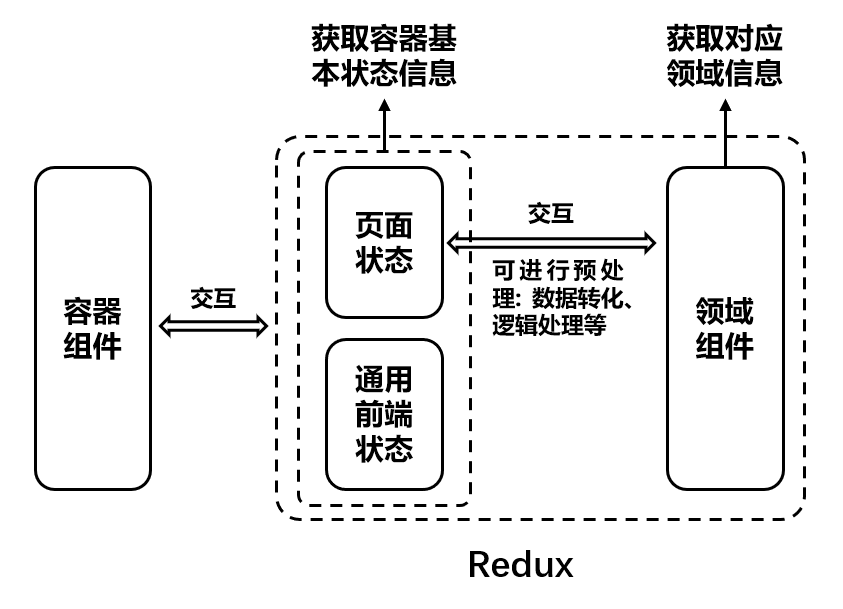 获取容器基
本状态信息
获取对应
领域信息
容器
组件
交互
页面
状态
通用
前端
状态
交互
可进行预处
理：数据转化、
逻辑处理等
领域
组件
Redux